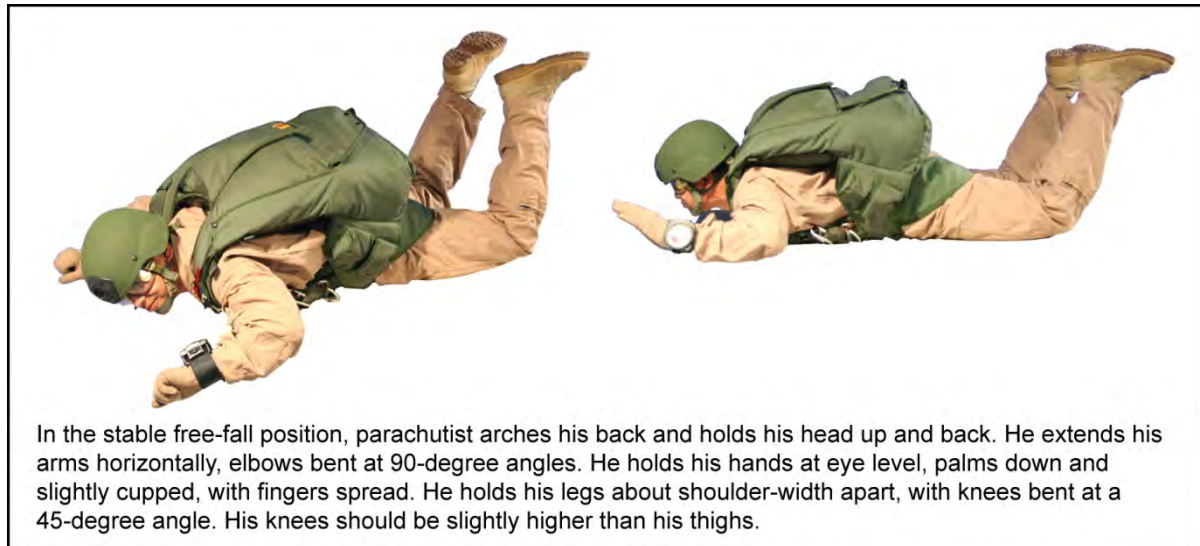 In the stable free-fall position, parachutist arches his back and holds his head up and back. He extends his
arms horizontally, elbows bent at 90-degree angles. He holds his hands at eye level, palms down and
slightly cupped, with fingers spread. He holds his legs about shoulder-width apart, with knees bent at a
45-degree angle. His knees should be slightly higher than his thighs.